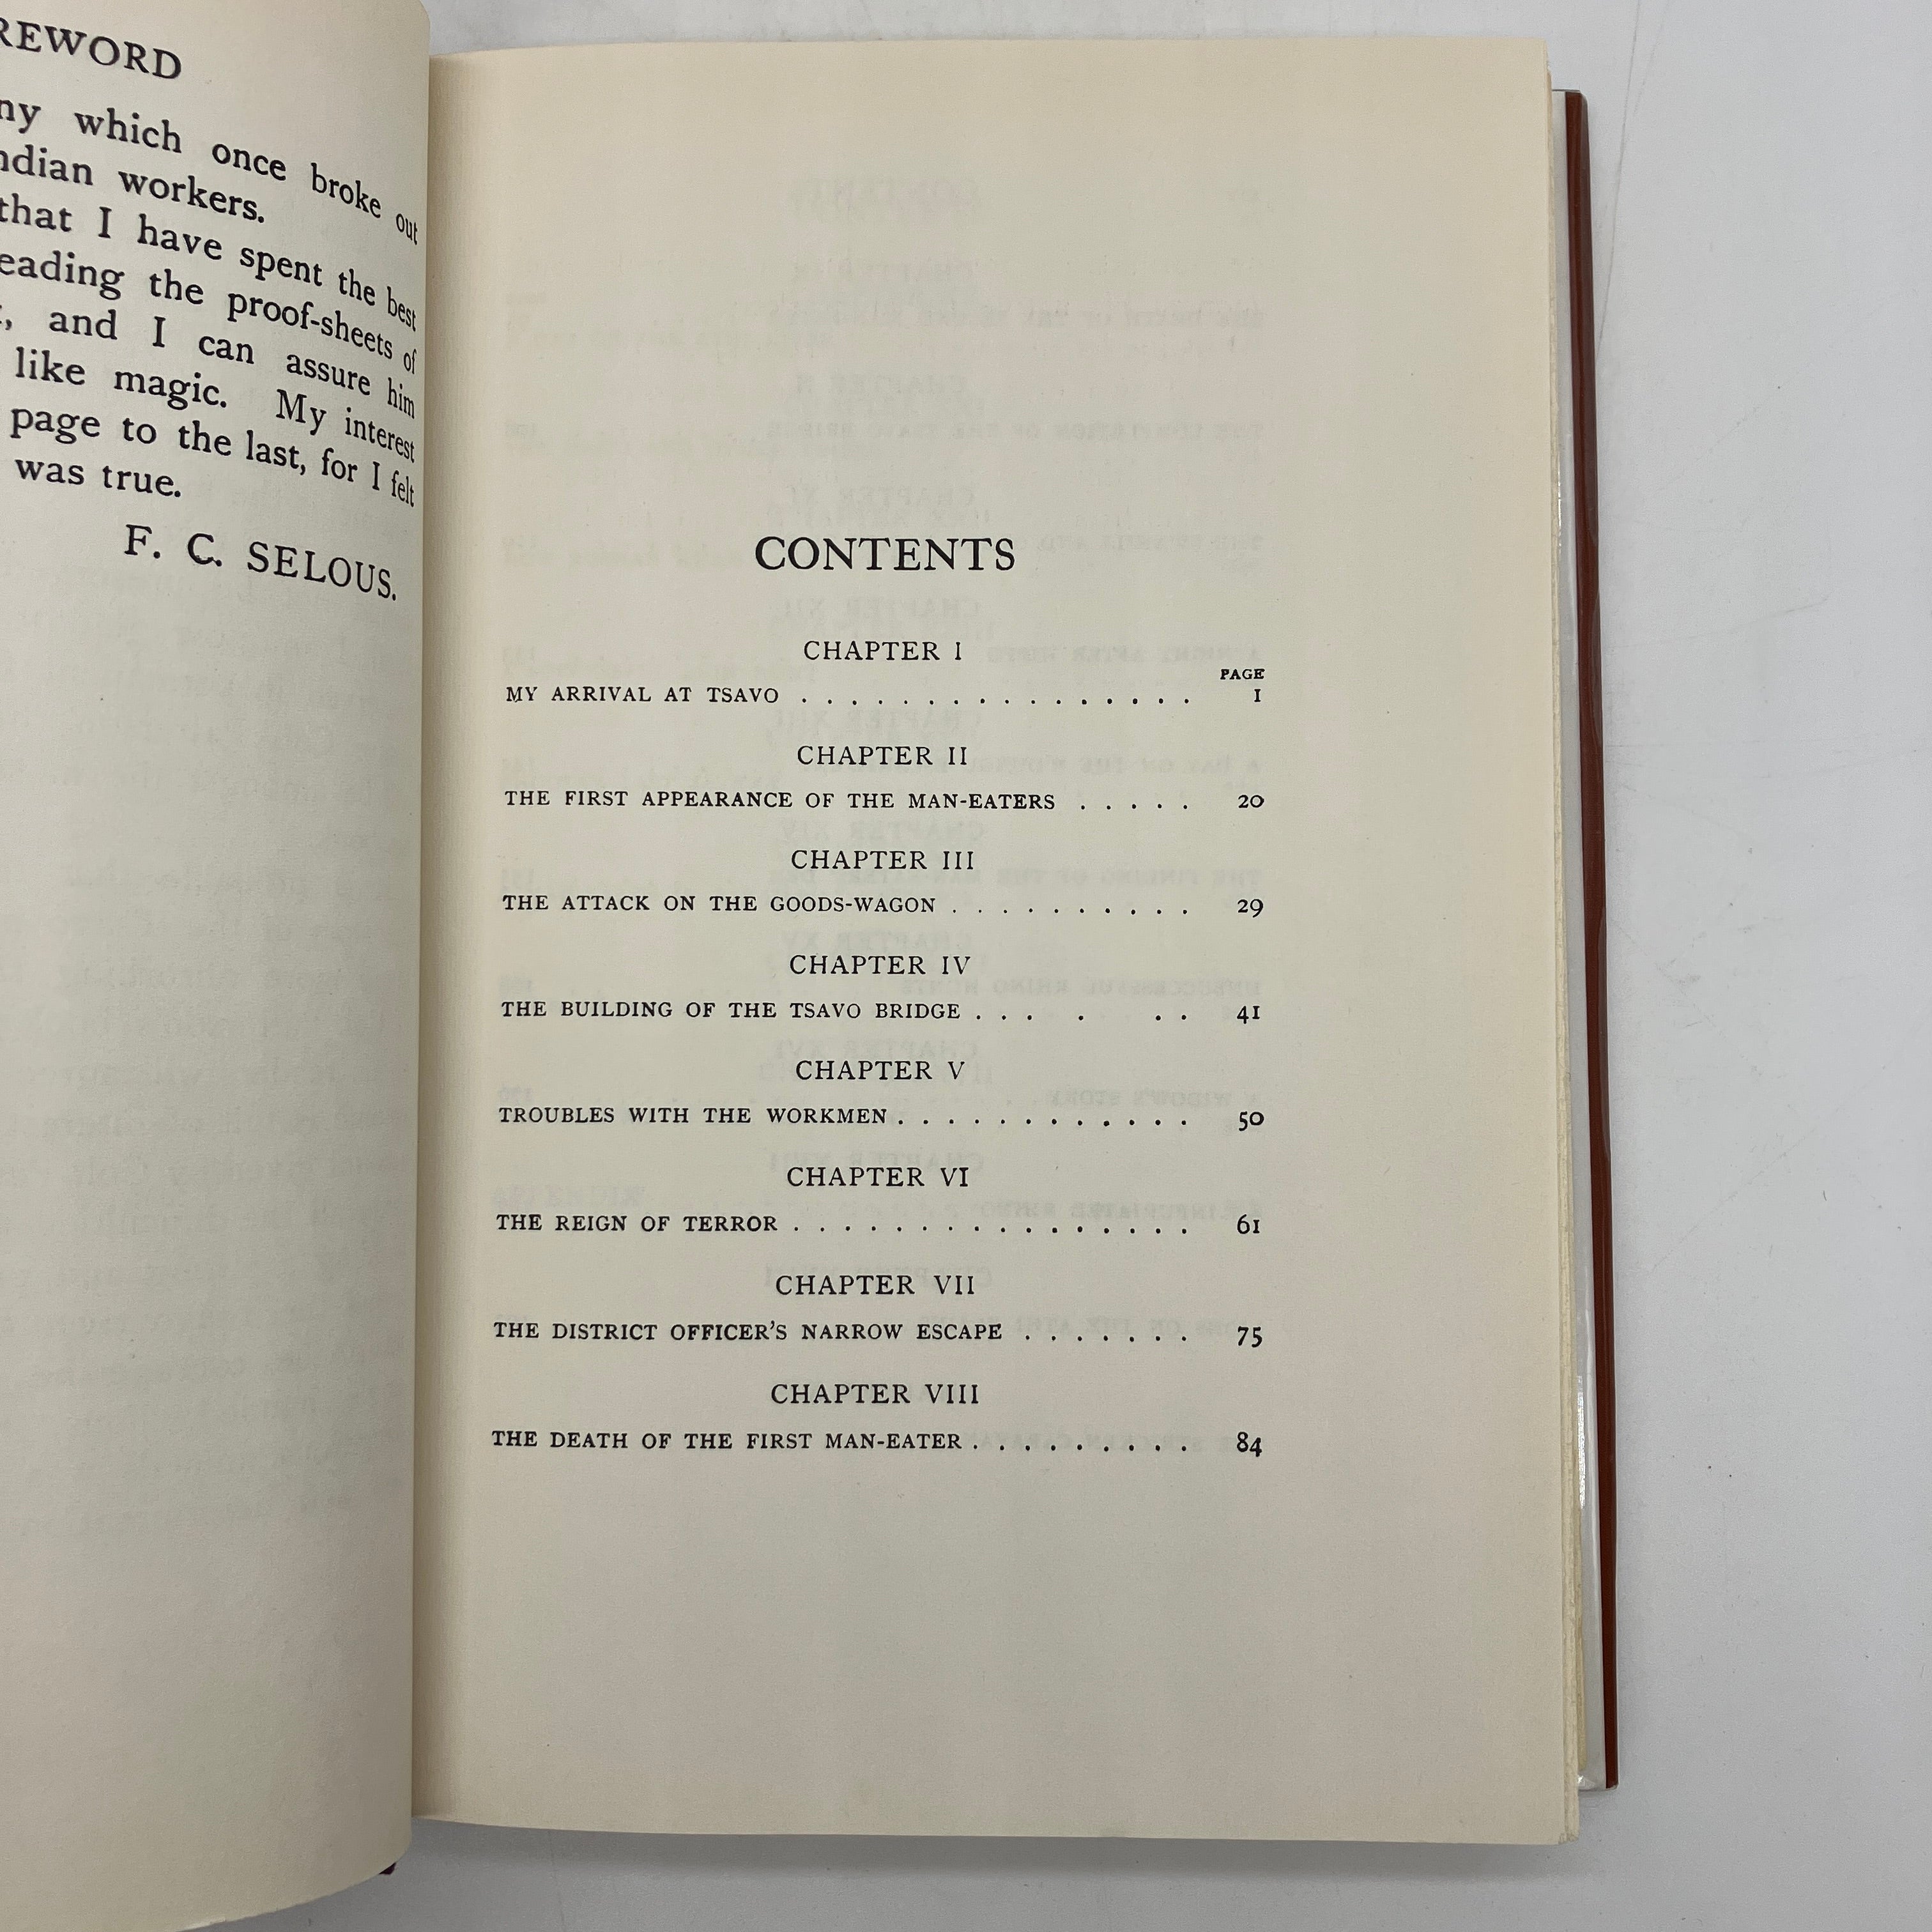 REWORD
ny which once broke out
ndian workers.
that I have spent the best
eading the proof-sheets of
, and I can assure him
like magic. My interest
page to the last, for I felt
was true.
F. C. SELOUS.
CONTENTS
CHAPTER I
PAGE
MY ARRIVAL AT TSAVO . . . . . . . . . . . . . . . . 1
CHAPTER II
THE FIRST APPEARANCE OF THE MAN-EATERS . . . . . 20
CHAPTER III
THE ATTACK ON THE GOODS-WAGON . . . . . . . . . . 29
CHAPTER IV
THE BUILDING OF THE TSAVO BRIDGE . . . . . . 41
CHAPTER V
TROUBLES WITH THE WORKMEN . . . . . . . . . . . . 50
CHAPTER VI
THE REIGN OF TERROR . . . . . . . . . . . . . . . . 61
CHAPTER VII
THE DISTRICT OFFICER'S NARROW ESCAPE . . . . . . . 75
CHAPTER VIII
THE DEATH OF THE FIRST MAN-EATER . . . . . . . . . 84